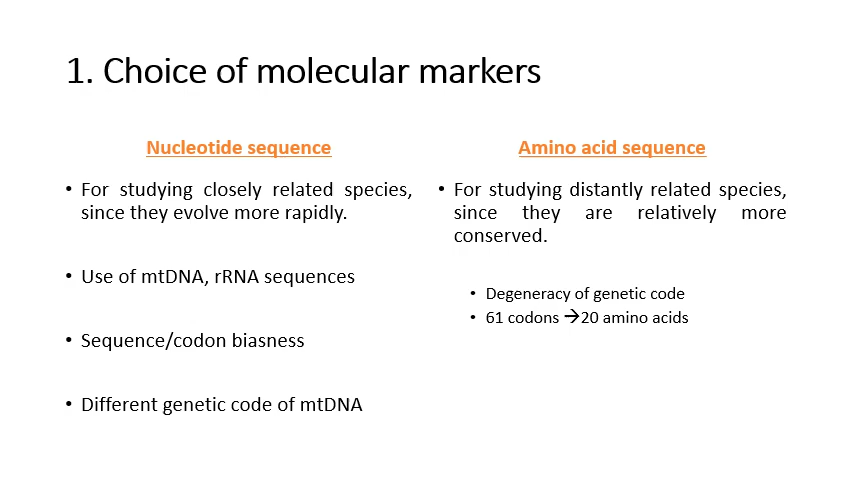 1. Choice of molecular markers
Nucleotide sequence
• For studying closely related species,
since they evolve more rapidly.
• Use of mtDNA, rRNA sequences
• Sequence/codon biasness
• Different genetic code of mtDNA
Amino acid sequence
• For studying distantly related species,
since they are relatively more
conserved.
• Degeneracy of genetic code
• 61 codons →20 amino acids